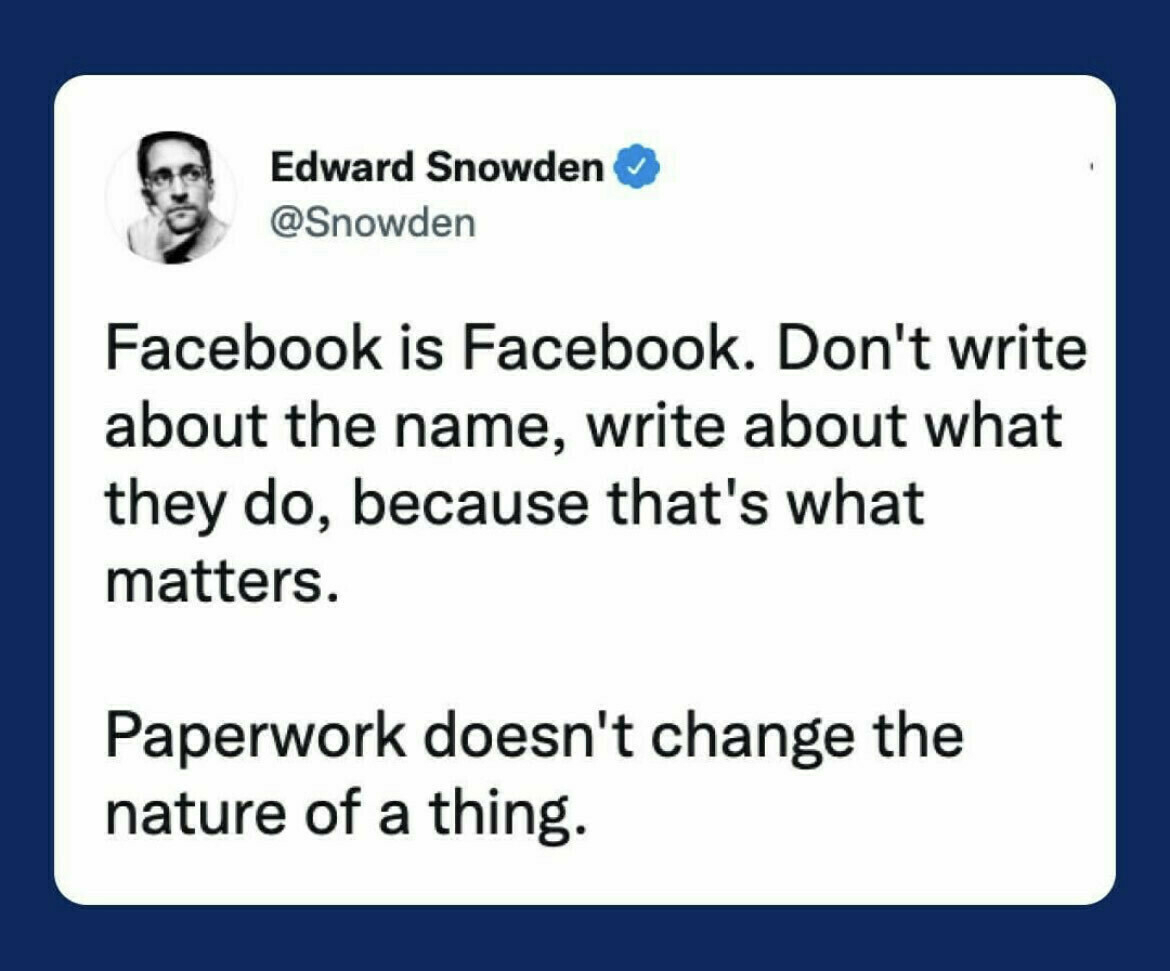 Edward Snowden
@Snowden
Facebook is Facebook. Don't write
about the name, write about what
they do, because that's what
matters.
Paperwork doesn't change the
nature of a thing.